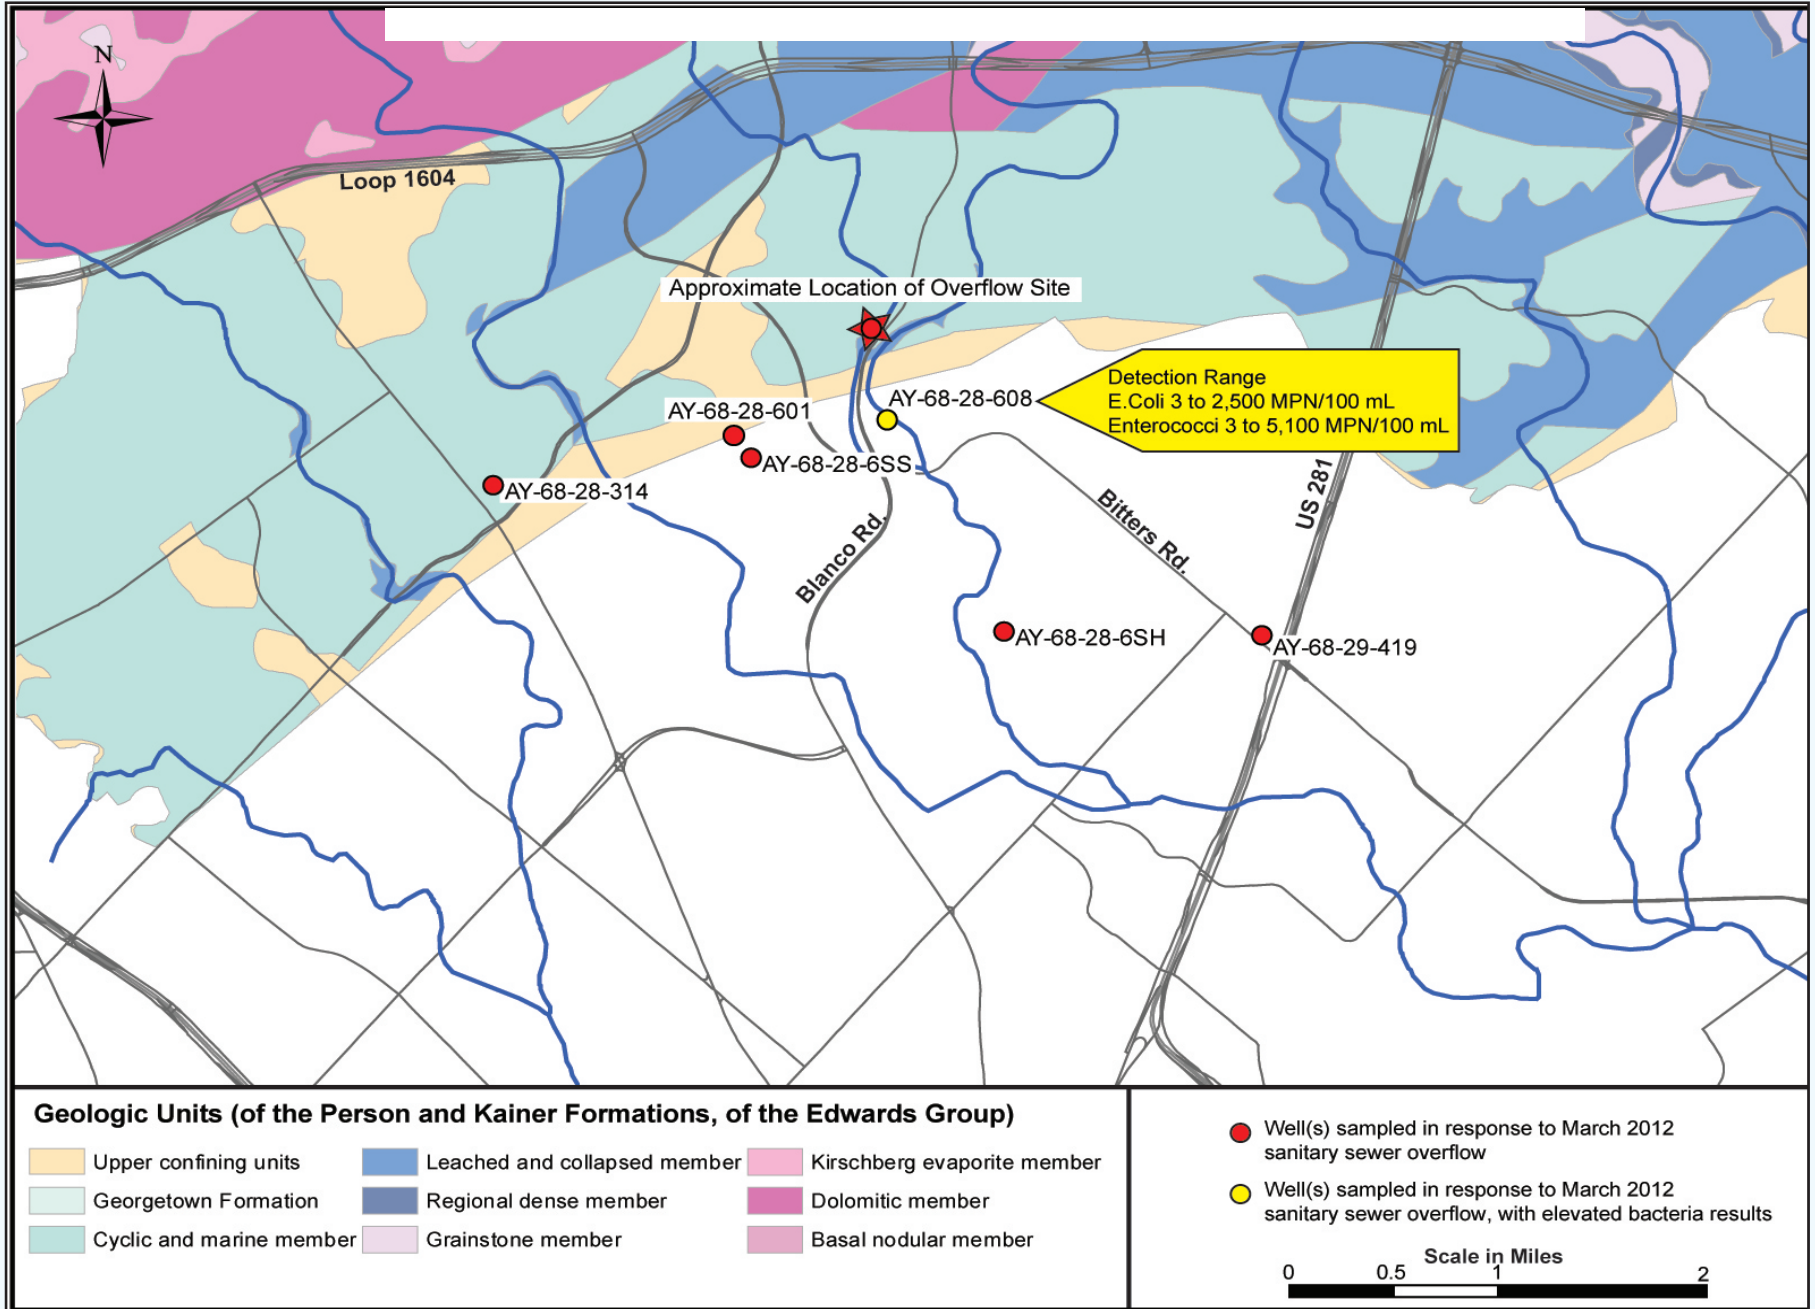 N
Loop 1604
Approximate Location of Overflow Site
Detection Range
E.Coli 3 to 2,500 MPN/100 mL
Enterococci 3 to 5,100 MPN/100 mL
AY-68-28-608
AY-68-28-601
AY-68-28-6SS
AY-68-28-314
US 281
Bitters Rd.
Blanco Rd.
AY-68-28-6SH
AY-68-29-419
Geologic Units (of the Person and Kainer Formations, of the Edwards Group)
Upper confining units
Georgetown Formation
Cyclic and marine member
Leached and collapsed member
Regional dense member
Grainstone member
Kirschberg evaporite member
Dolomitic member
Basal nodular member
Well(s) sampled in response to March 2012
sanitary sewer overflow
Well(s) sampled in response to March 2012
sanitary sewer overflow, with elevated bacteria results
Scale in Miles
0 0.5 1 2